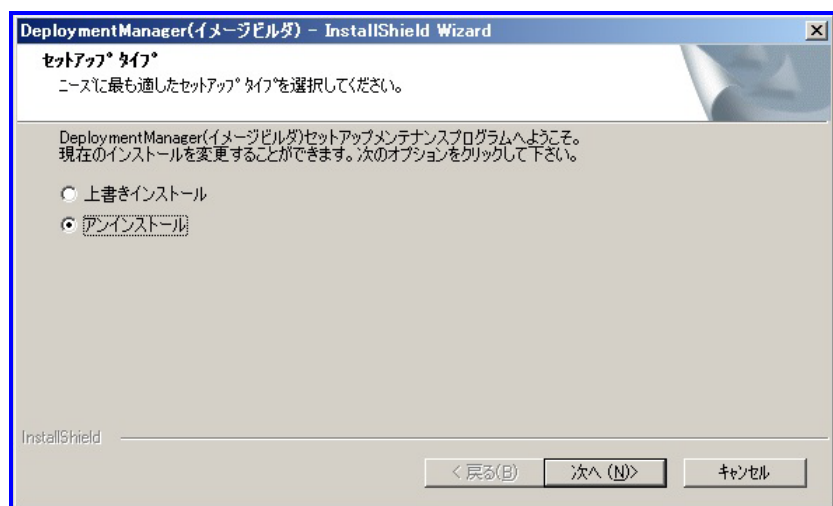 DeploymentManager(イメージビルダ) - InstallShield Wizard
セットアップ タイプ
ニーズに最も適したセットアップ タイプを選択してください。
DeploymentManager(イメージビルダ)セットアップメンテナンスプログラムへようこそ。
現在のインストールを変更することができます。次のオプションをクリックして下さい。
上書きインストール
アンインストール
InstallShield
< 戻る(B)
次へ (N)>
キャンセル